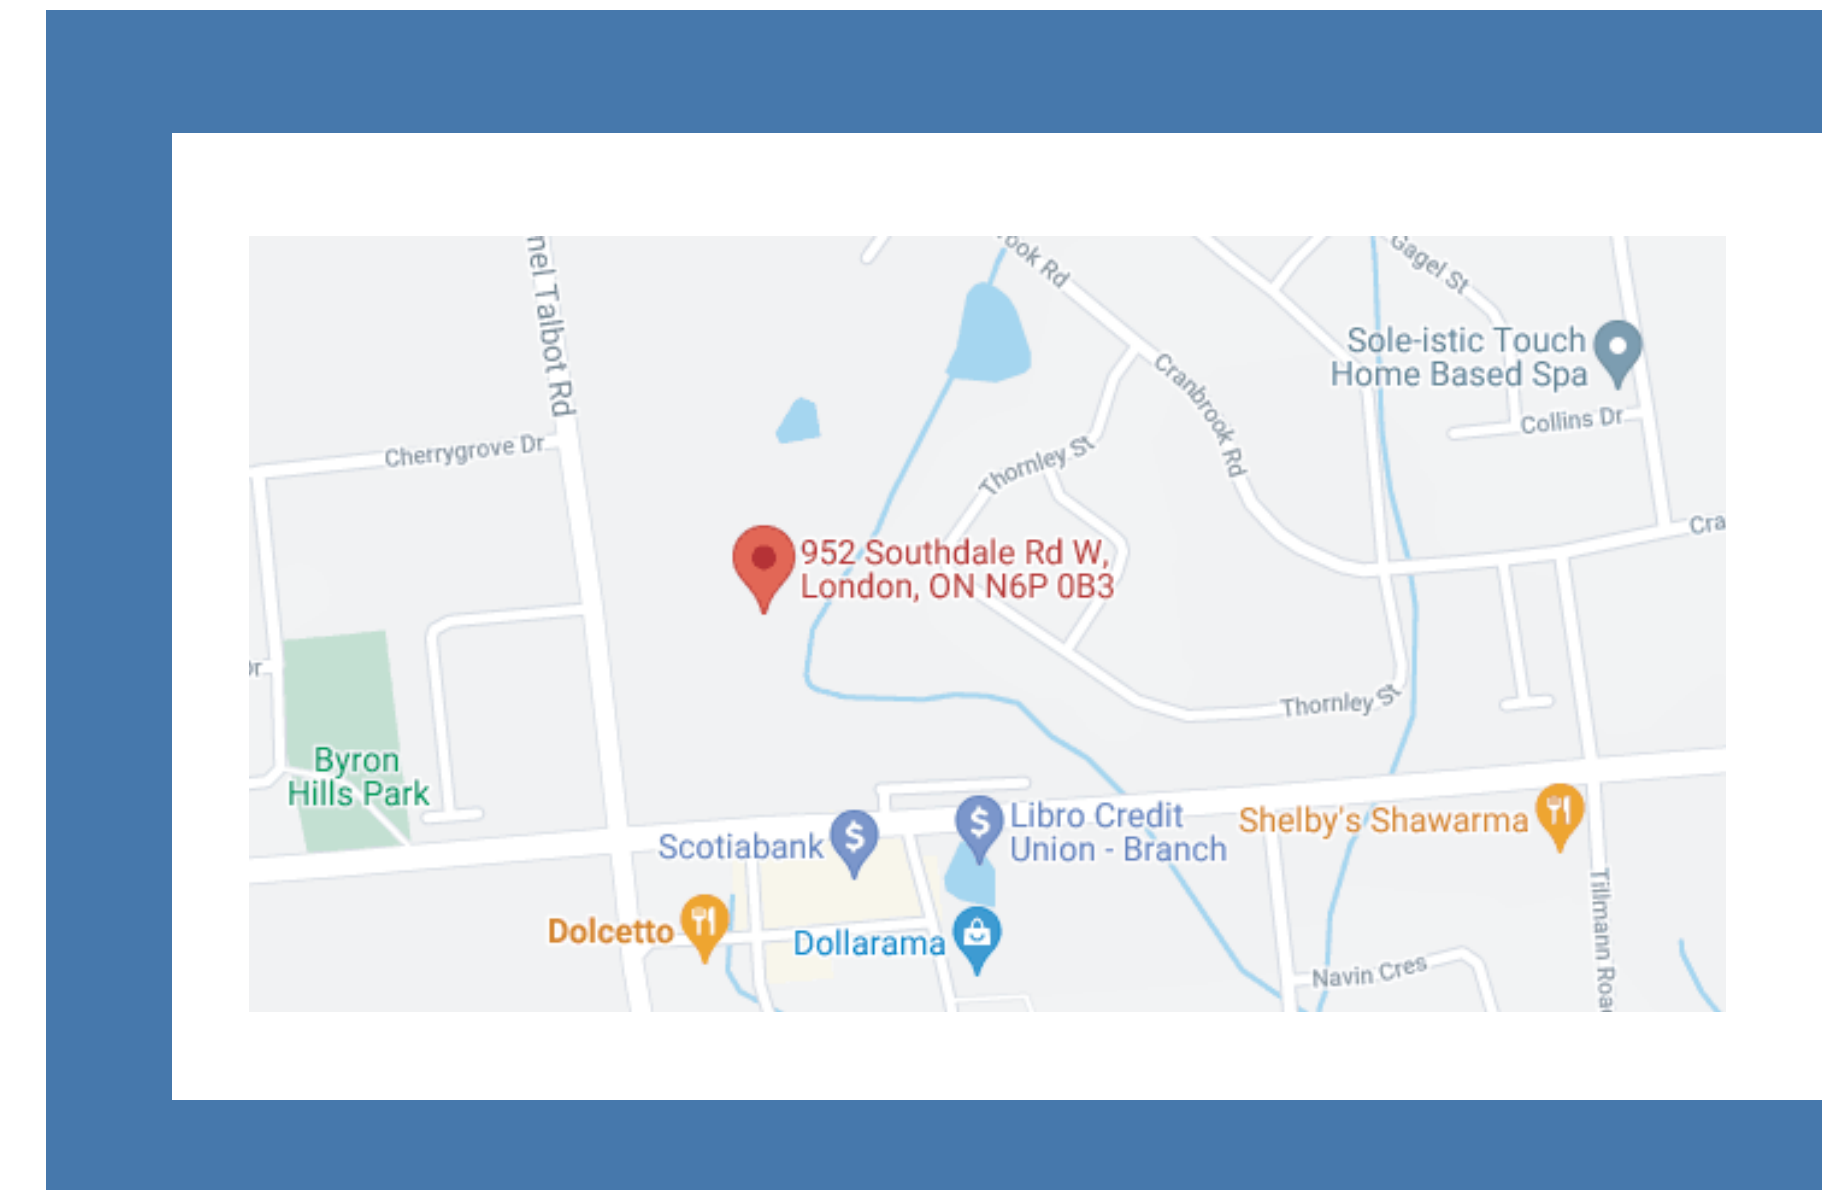 nel Talbot Rd
ook Rd
Gagel St
Sole-istic Touch
Home Based Spa
Cranbrook Rd
Collins Dr
Cherrygrove Dr
Thornley St
Cra
952 Southdale Rd W,
London, ON N6P 0B3
Dr
Thornley St
Byron
Hills Park
Scotiabank
Libro Credit
Union - Branch
Shelby's Shawarma
Dolcetto
Dollarama
Tillmann Roa
Navin Cres